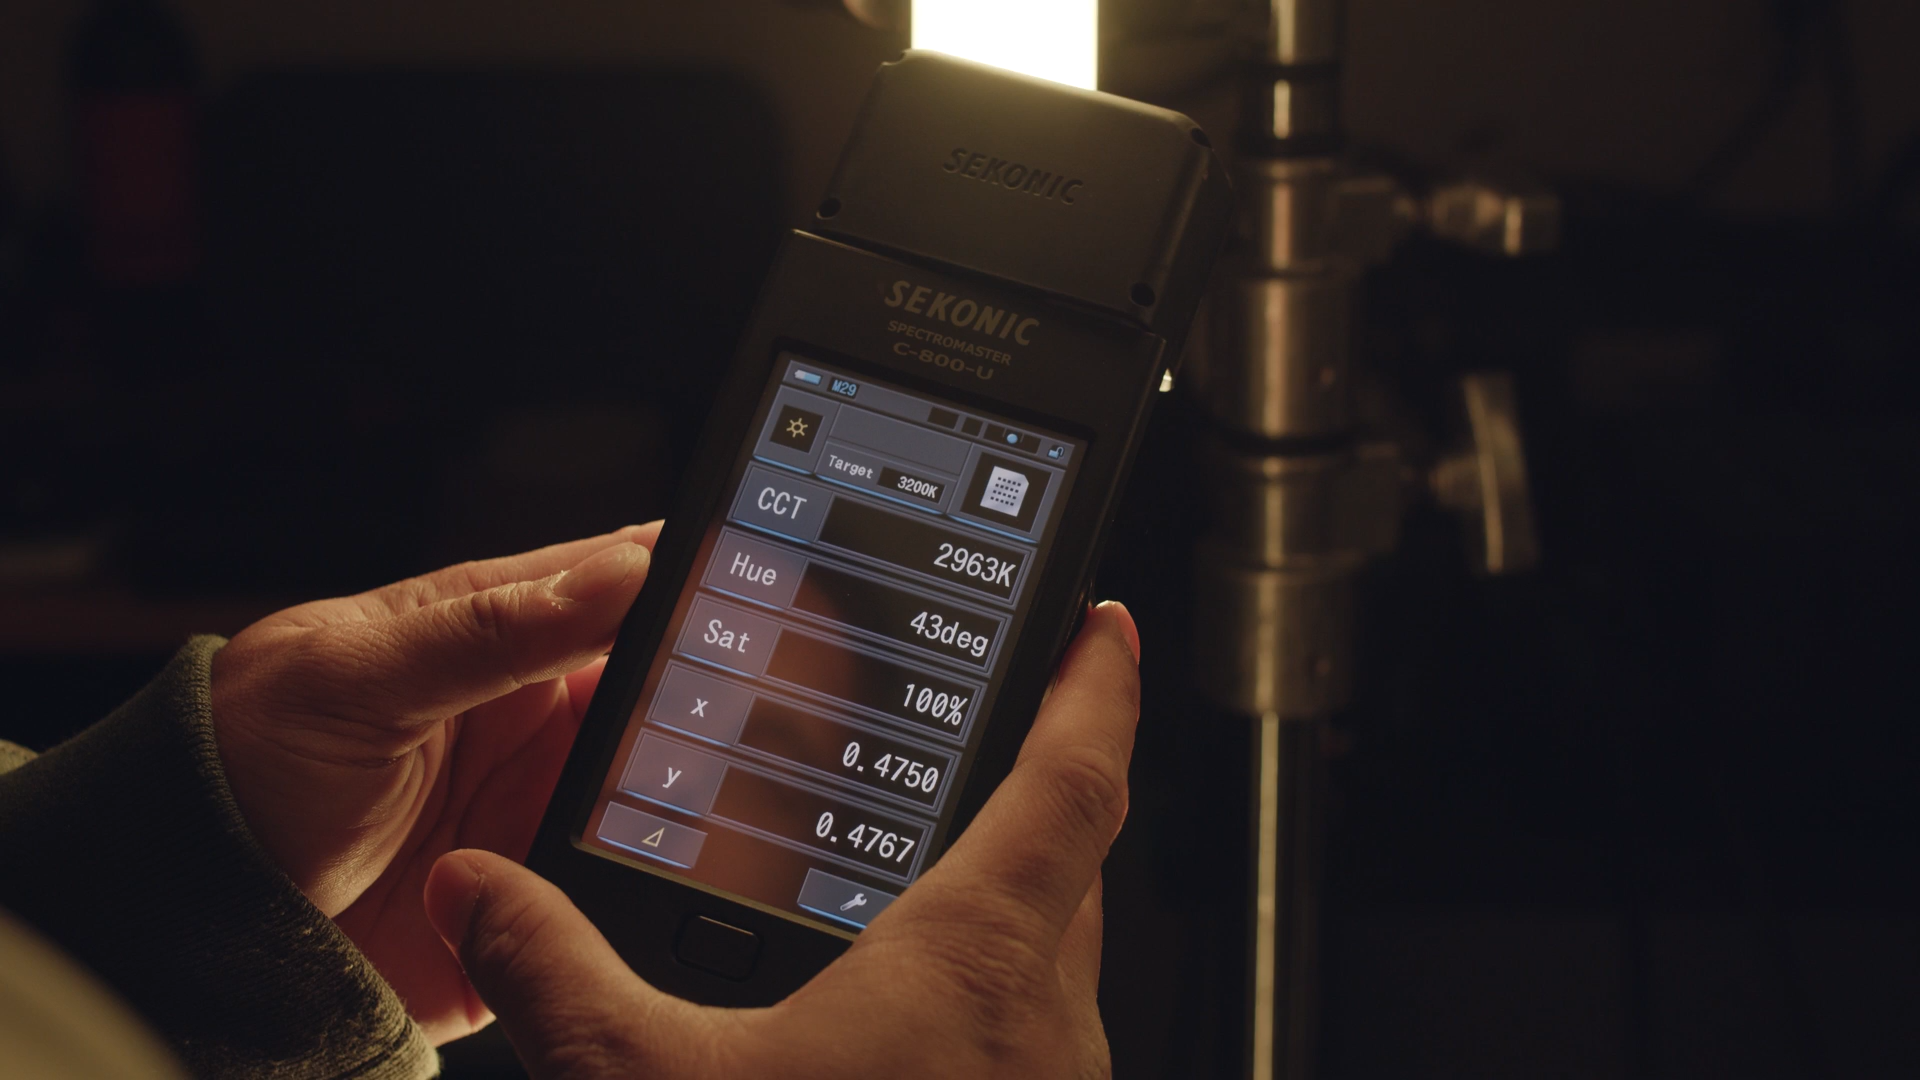 SEKONIC
SEKONIC
SPECTROMASTER
C-800-U
M29
Target 3200K
CCT 2963K
Hue 43deg
Sat 100%
x 0.4750
y 0.4767